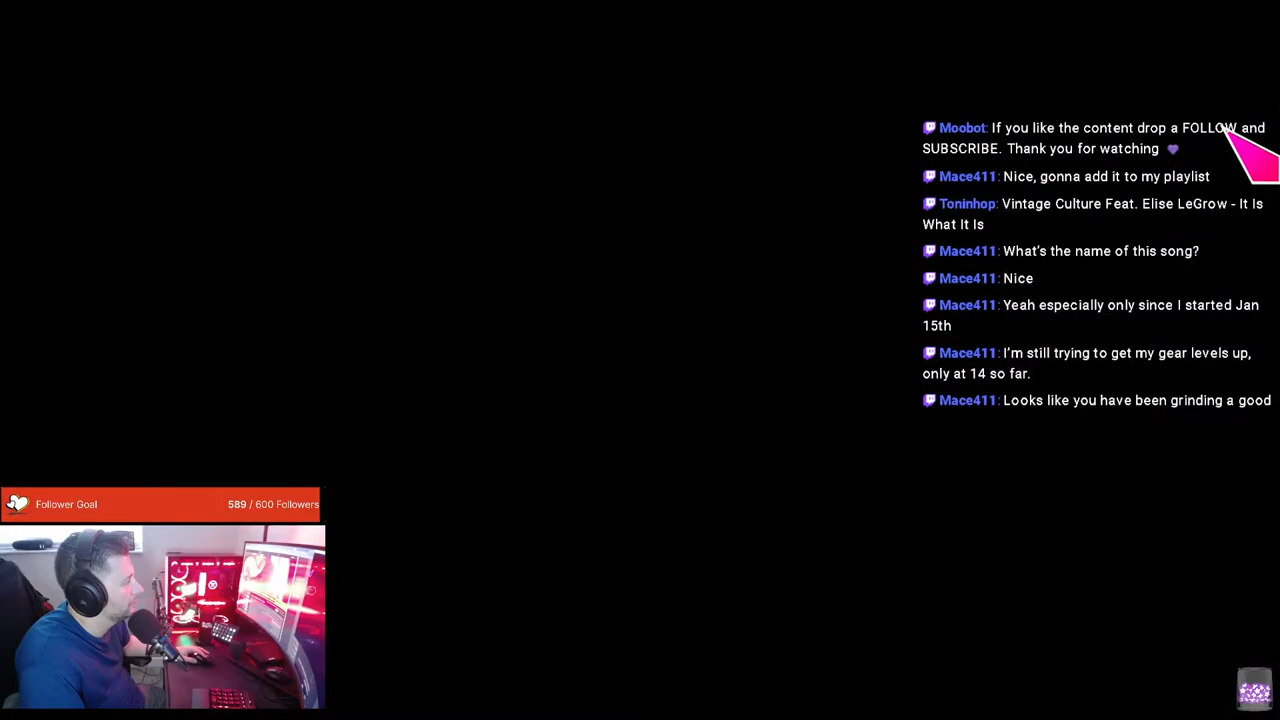 Moobot: If you like the content drop a FOLLOW and
SUBSCRIBE. Thank you for watching 💜
Mace411: Nice, gonna add it to my playlist
Toninhop: Vintage Culture Feat. Elise LeGrow - It Is
What It Is
Mace411: What's the name of this song?
Mace411: Nice
Mace411: Yeah especially only since I started Jan
15th
Mace411: I'm still trying to get my gear levels up,
only at 14 so far.
Mace411: Looks like you have been grinding a good
Follower Goal 589 / 600 Followers